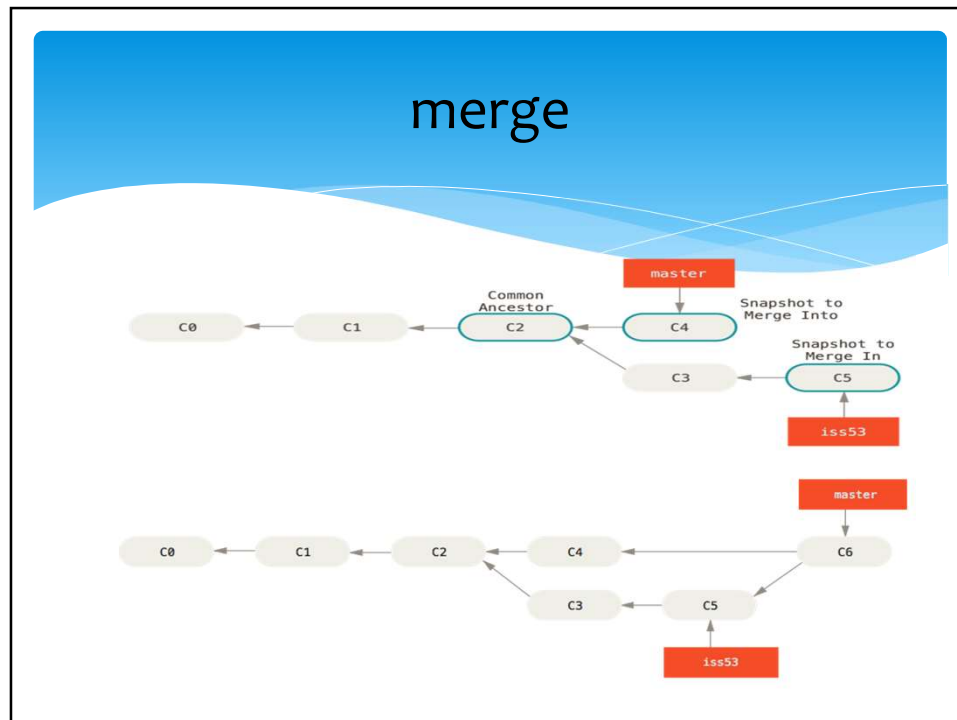 merge
master
Common
Ancestor
Snapshot to
Merge Into
C0
C1
C2
C4
Snapshot to
Merge In
C3
C5
iss53
master
C0
C1
C2
C4
C6
C3
C5
iss53